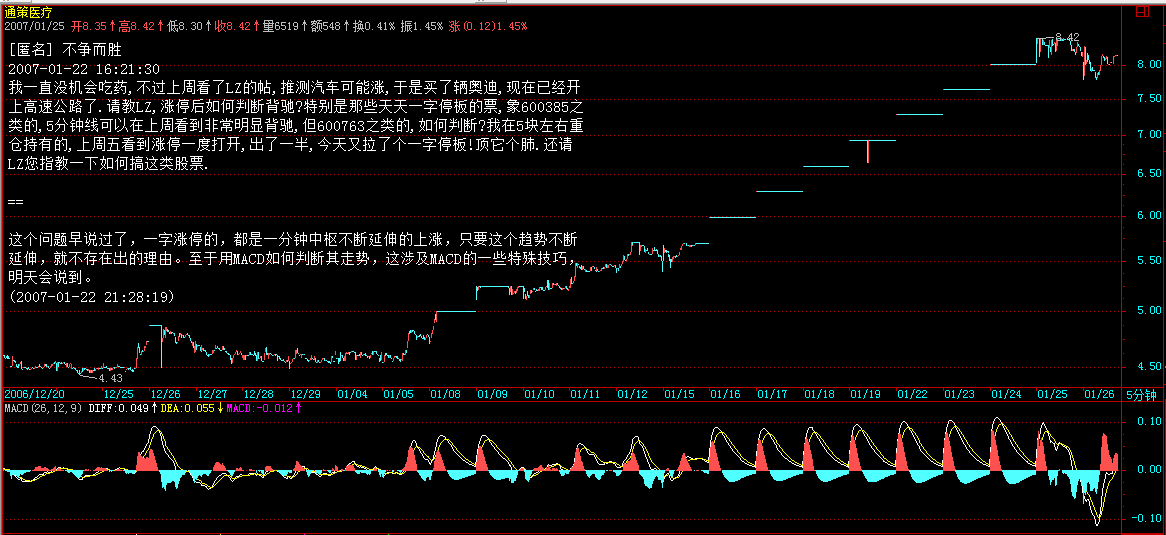 通策医疗
2007/01/25 开8.35↑高8.42↑低8.30↑收8.42↑量6519↑额548↑换0.41% 振1.45% 涨(0.12)1.45%
[匿名] 不争而胜
2007-01-22 16:21:30
我一直没机会吃药,不过上周看了LZ的帖,推测汽车可能涨,于是买了辆奥迪,现在已经开
上高速公路了.请教LZ,涨停后如何判断背驰?特别是那些天天一字停板的票,象600385之
类的,5分钟线可以在上周看到非常明显背驰,但600763之类的,如何判断?我在5块左右重
仓持有的,上周五看到涨停一度打开,出了一半,今天又拉了个一字停板!顶它个肺.还请
LZ您指教一下如何搞这类股票.
==
这个问题早说过了，一字涨停的，都是一分钟中枢不断延伸的上涨，只要这个趋势不断
延伸，就不存在出的理由。至于用MACD如何判断其走势，这涉及MACD的一些特殊技巧，
明天会说到。
(2007-01-22 21:28:19)
8.42
8.00
7.50
7.00
6.50
6.00
5.50
5.00
4.50
4.43
2006/12/20 12/25 12/26 12/27 12/28 12/29 01/04 01/05 01/08 01/09 01/10 01/11 01/12 01/15 01/16 01/17 01/18 01/19 01/22 01/23 01/24 01/25 01/26 5分钟
MACD(26,12,9) DIFF:0.049↑DEA:0.055↓MACD:-0.012↑
0.10
0.00
-0.10